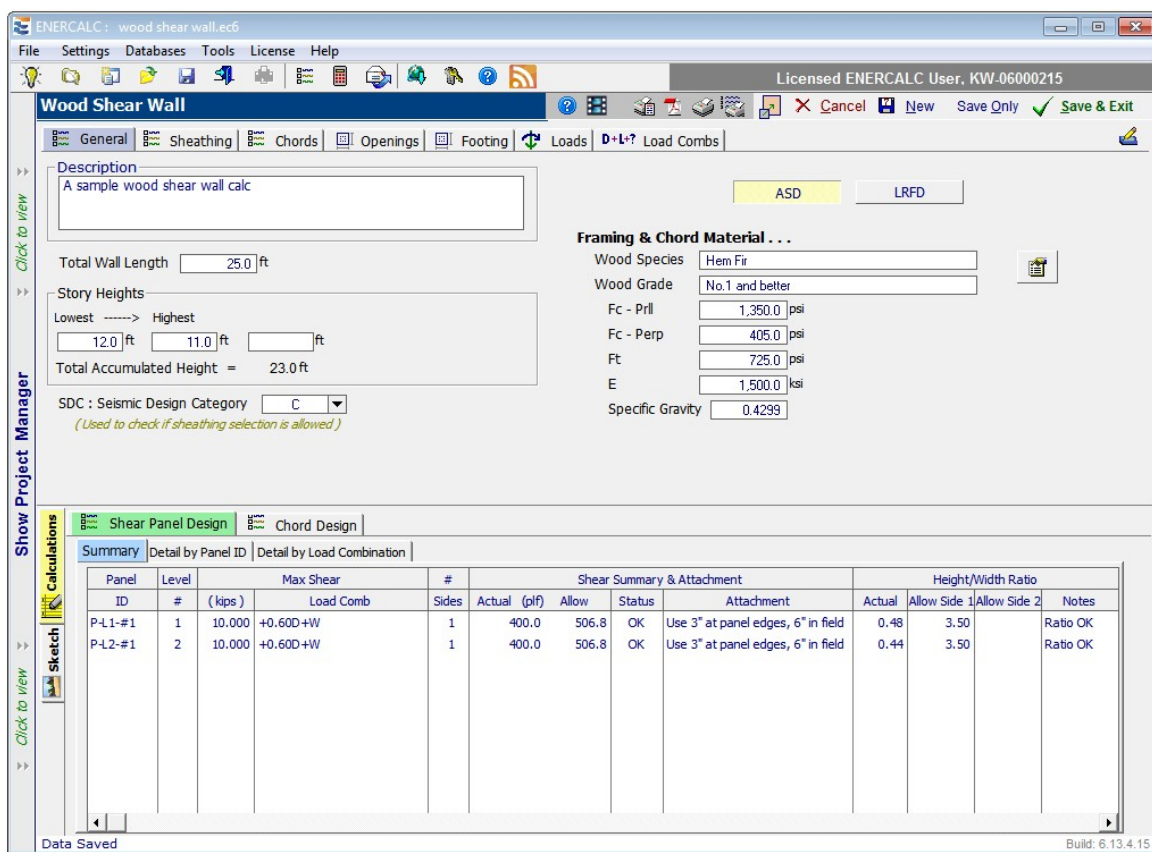 ENERCALC : wood shear wall.ec6
File Settings Databases Tools License Help
Licensed ENERCALC User, KW-06000215
Wood Shear Wall
Cancel New Save Only Save & Exit
General Sheathing Chords Openings Footing Loads D+L+? Load Combs
Description
A sample wood shear wall calc
ASD LRFD
Total Wall Length 25.0 ft
Story Heights
Lowest ------> Highest
12.0 ft 11.0 ft ft
Total Accumulated Height = 23.0 ft
SDC : Seismic Design Category C
( Used to check if sheathing selection is allowed )
Framing & Chord Material . . .
Wood Species Hem Fir
Wood Grade No.1 and better
Fc - Prll 1,350.0 psi
Fc - Perp 405.0 psi
Ft 725.0 psi
E 1,500.0 ksi
Specific Gravity 0.4299
Click to view
Show Project Manager
Click to view
Calculations
Sketch
Shear Panel Design Chord Design
Summary Detail by Panel ID Detail by Load Combination
Panel Level Max Shear # Shear Summary & Attachment Height/Width Ratio
ID # ( kips ) Load Comb Sides Actual (plf) Allow Status Attachment Actual Allow Side 1 Allow Side 2 Notes
P-L1-#1 1 10.000 +0.60D+W 1 400.0 506.8 OK Use 3" at panel edges, 6" in field 0.48 3.50 Ratio OK
P-L2-#1 2 10.000 +0.60D+W 1 400.0 506.8 OK Use 3" at panel edges, 6" in field 0.44 3.50 Ratio OK
Data Saved
Build: 6.13.4.15